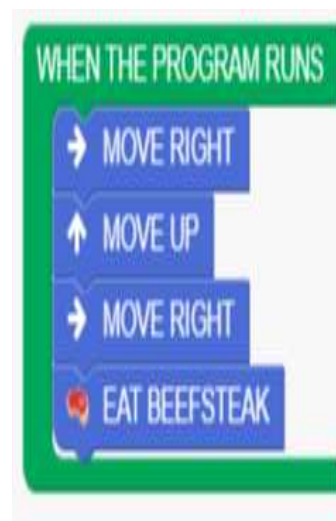 WHEN THE PROGRAM RUNS
MOVE RIGHT
MOVE UP
MOVE RIGHT
EAT BEEFSTEAK